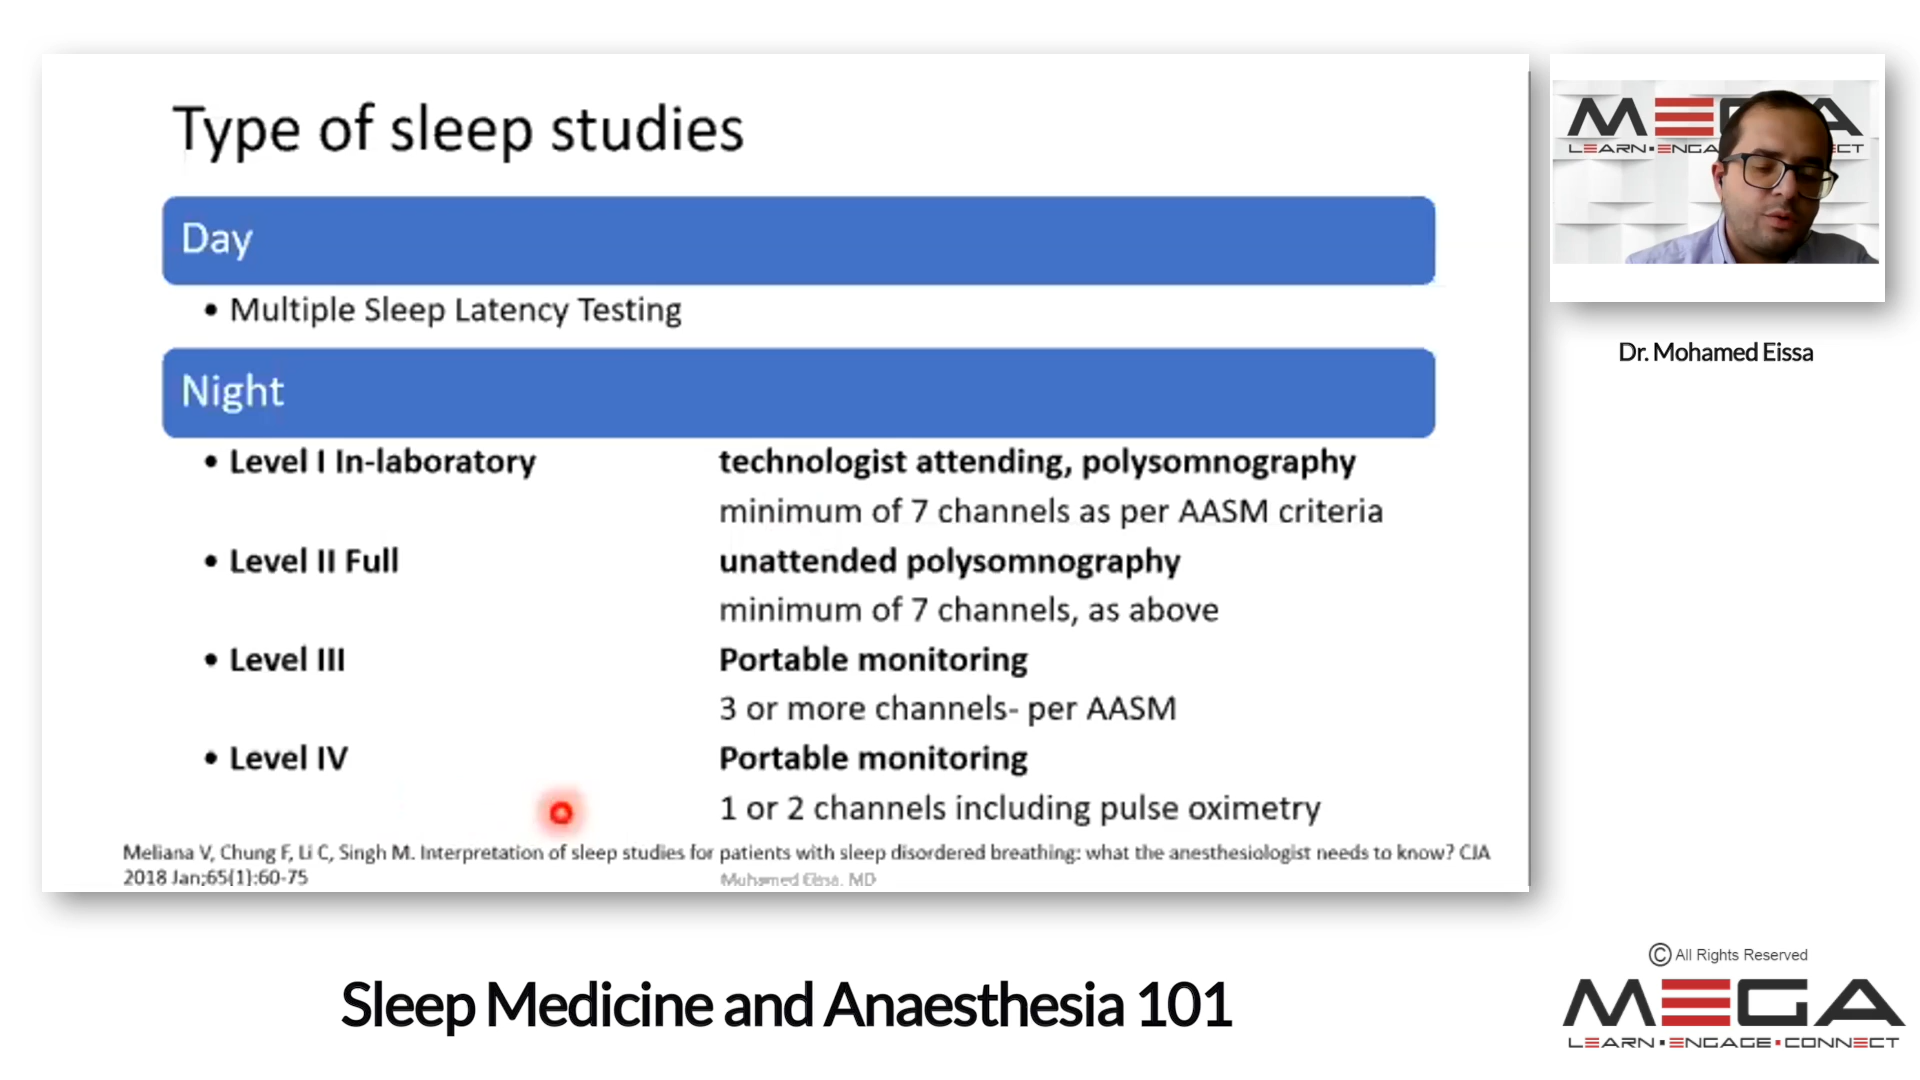 Type of sleep studies
Day
• Multiple Sleep Latency Testing
Night
• Level I In-laboratory technologist attending, polysomnography
minimum of 7 channels as per AASM criteria
• Level II Full unattended polysomnography
minimum of 7 channels, as above
• Level III Portable monitoring
3 or more channels- per AASM
• Level IV Portable monitoring
1 or 2 channels including pulse oximetry
Meliana V, Chung F, Li C, Singh M. Interpretation of sleep studies for patients with sleep disordered breathing: what the anesthesiologist needs to know? CJA
2018 Jan;65(1):60-75
Muhamed Eissa, MD
MEGA
LEARN
Dr. Mohamed Eissa
Sleep Medicine and Anaesthesia 101
© All Rights Reserved
MEGA
LEARN▪ENGAGE▪CONNECT